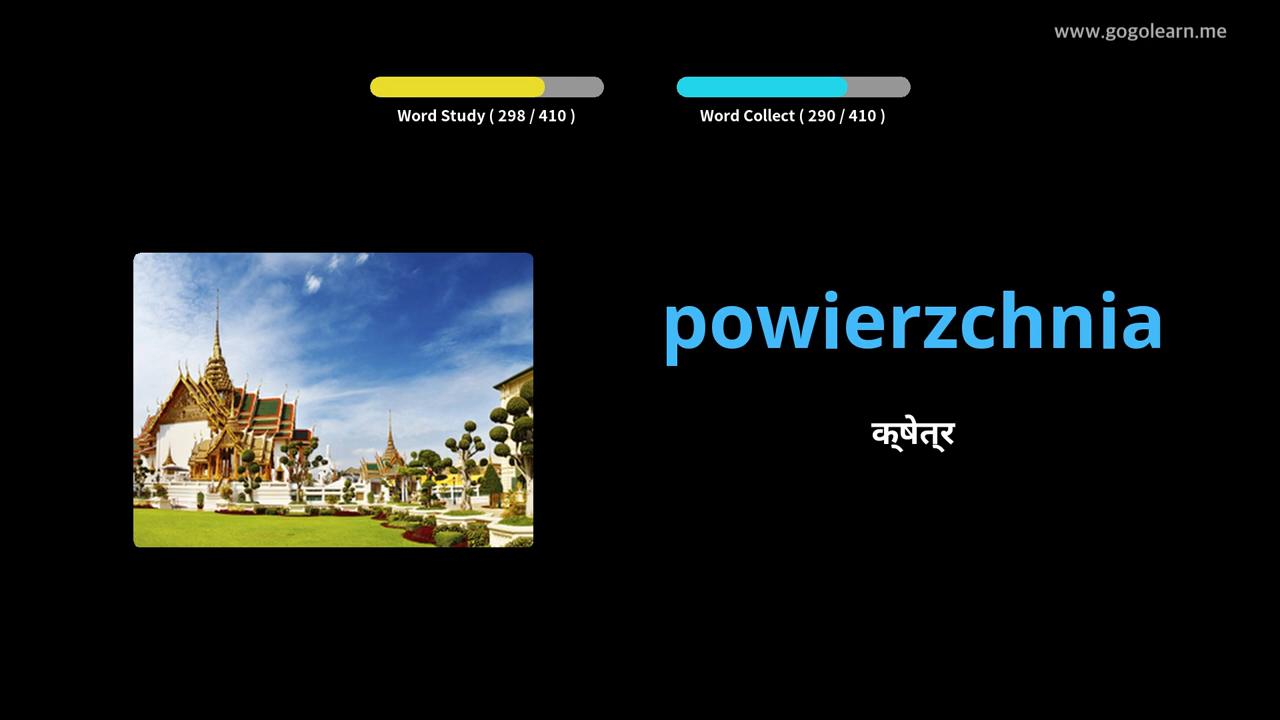 www.gogolearn.me
Word Study ( 298 / 410 )
Word Collect ( 290 / 410 )
powierzchnia
क्षेत्र